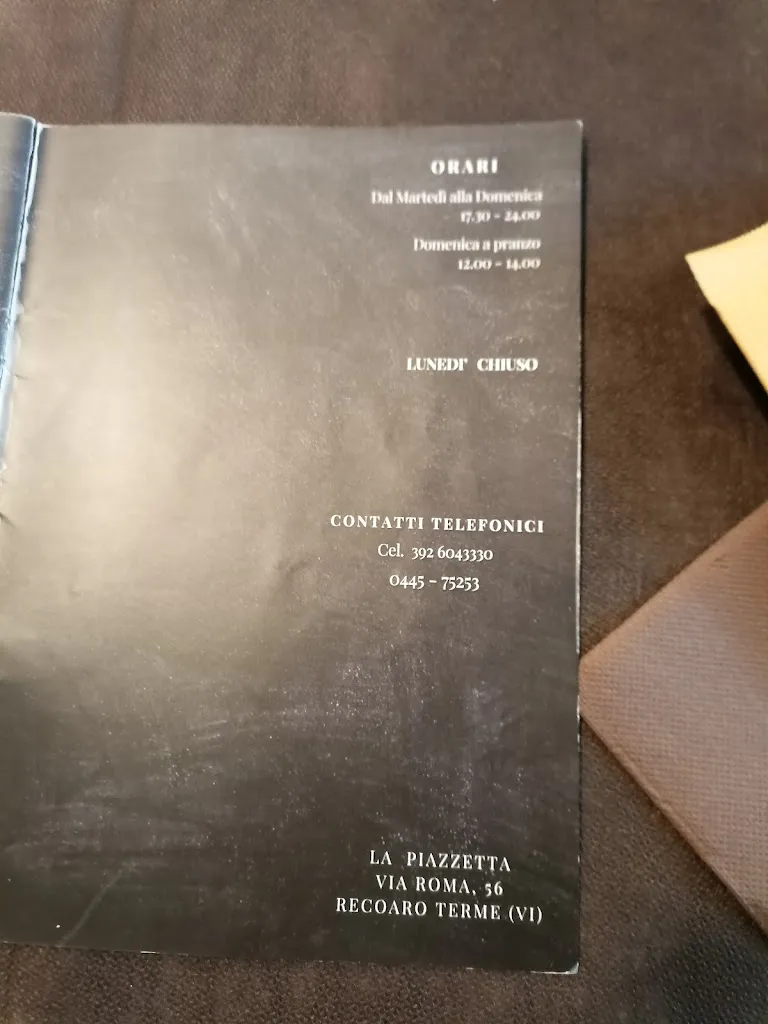 ORARI
Dal Martedì alla Domenica
17.30 - 24.00
Domenica a pranzo
12.00 - 14.00
LUNEDI' CHIUSO
CONTATTI TELEFONICI
Cel. 392 6043330
0445 - 75253
LA PIAZZETTA
VIA ROMA, 56
RECOARO TERME (VI)